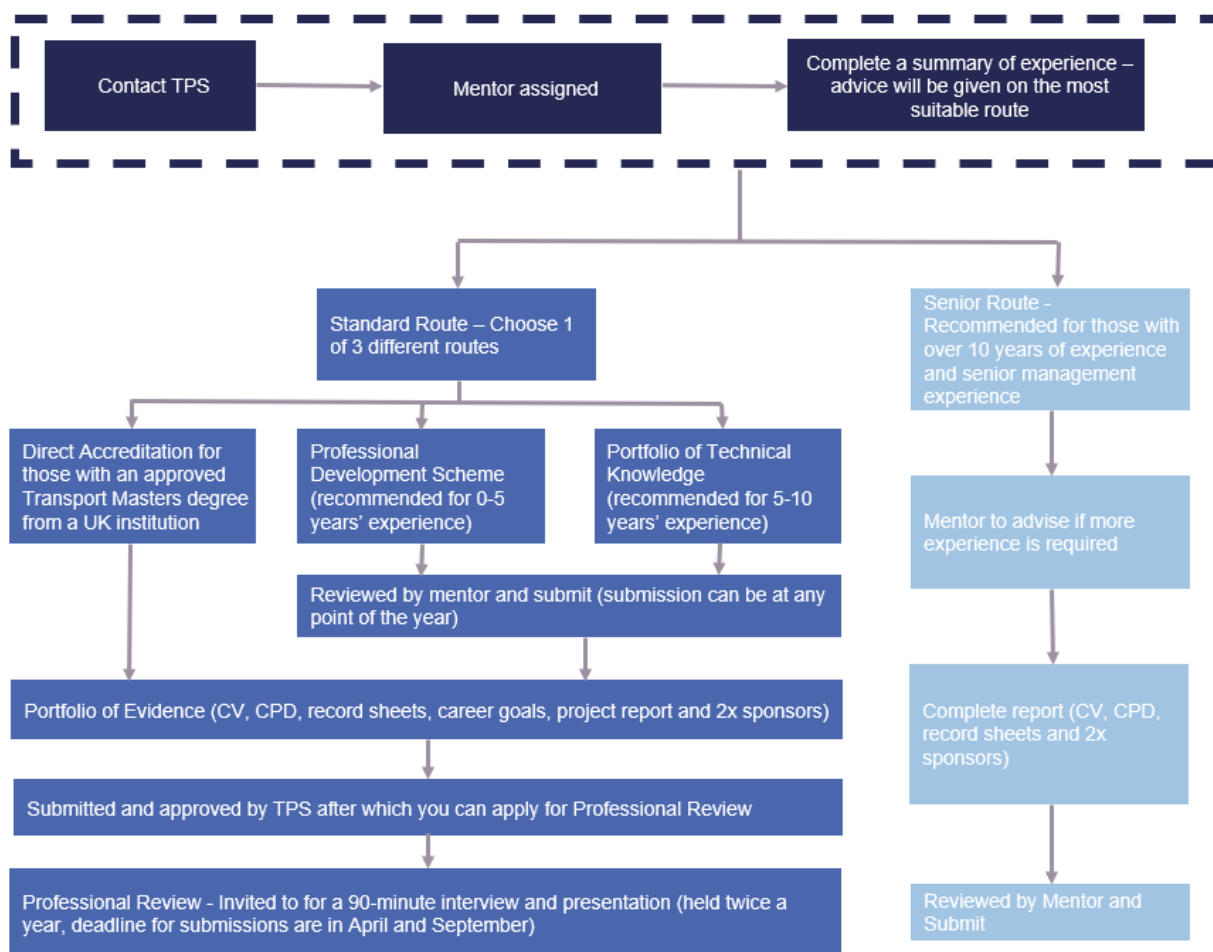 Contact TPS
Mentor assigned
Complete a summary of experience –
advice will be given on the most
suitable route
Standard Route – Choose 1
of 3 different routes
Senior Route -
Recommended for those with
over 10 years of experience
and senior management
experience
Direct Accreditation for
those with an approved
Transport Masters degree
from a UK institution
Professional
Development Scheme
(recommended for 0-5
years’ experience)
Portfolio of Technical
Knowledge
(recommended for 5-10
years’ experience)
Mentor to advise if more
experience is required
Reviewed by mentor and submit (submission can be at any
point of the year)
Portfolio of Evidence (CV, CPD, record sheets, career goals, project report and 2x sponsors)
Complete report (CV, CPD,
record sheets and 2x
sponsors)
Submitted and approved by TPS after which you can apply for Professional Review
Professional Review - Invited to for a 90-minute interview and presentation (held twice a
year, deadline for submissions are in April and September)
Reviewed by Mentor and
Submit